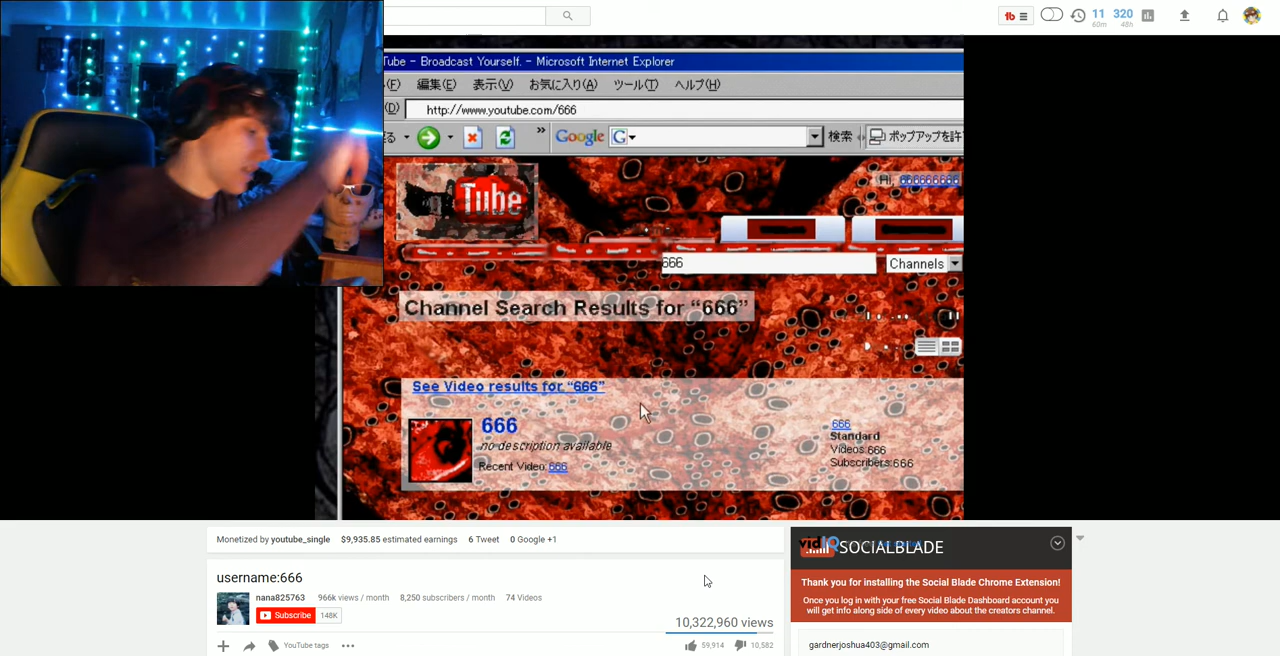 11 320
60m 48h
Tube - Broadcast Yourself. - Microsoft Internet Explorer
(F) 編集(E) 表示(V) お気に入り(A) ツール(T) ヘルプ(H)
(D) http://www.youtube.com/666
る » Google G 検索 ポップアップを許
Tube
Hi, 666666666
666 Channels
Channel Search Results for “666”
See Video results for “666”
666
no description available
Recent Video:666
666
Standard
Videos:666
Subscribers:666
Monetized by youtube_single $9,935.85 estimated earnings 6 Tweet 0 Google +1
username:666
nana825763 966k views / month 8,250 subscribers / month 74 Videos
Subscribe 148K
10,322,960 views
YouTube tags
59,914 10,582
vidIQ
SOCIALBLADE
Thank you for installing the Social Blade Chrome Extension!
Once you log in with your free Social Blade Dashboard account you
will get info along side of every video about the creators channel.
gardnerjoshua403@gmail.com